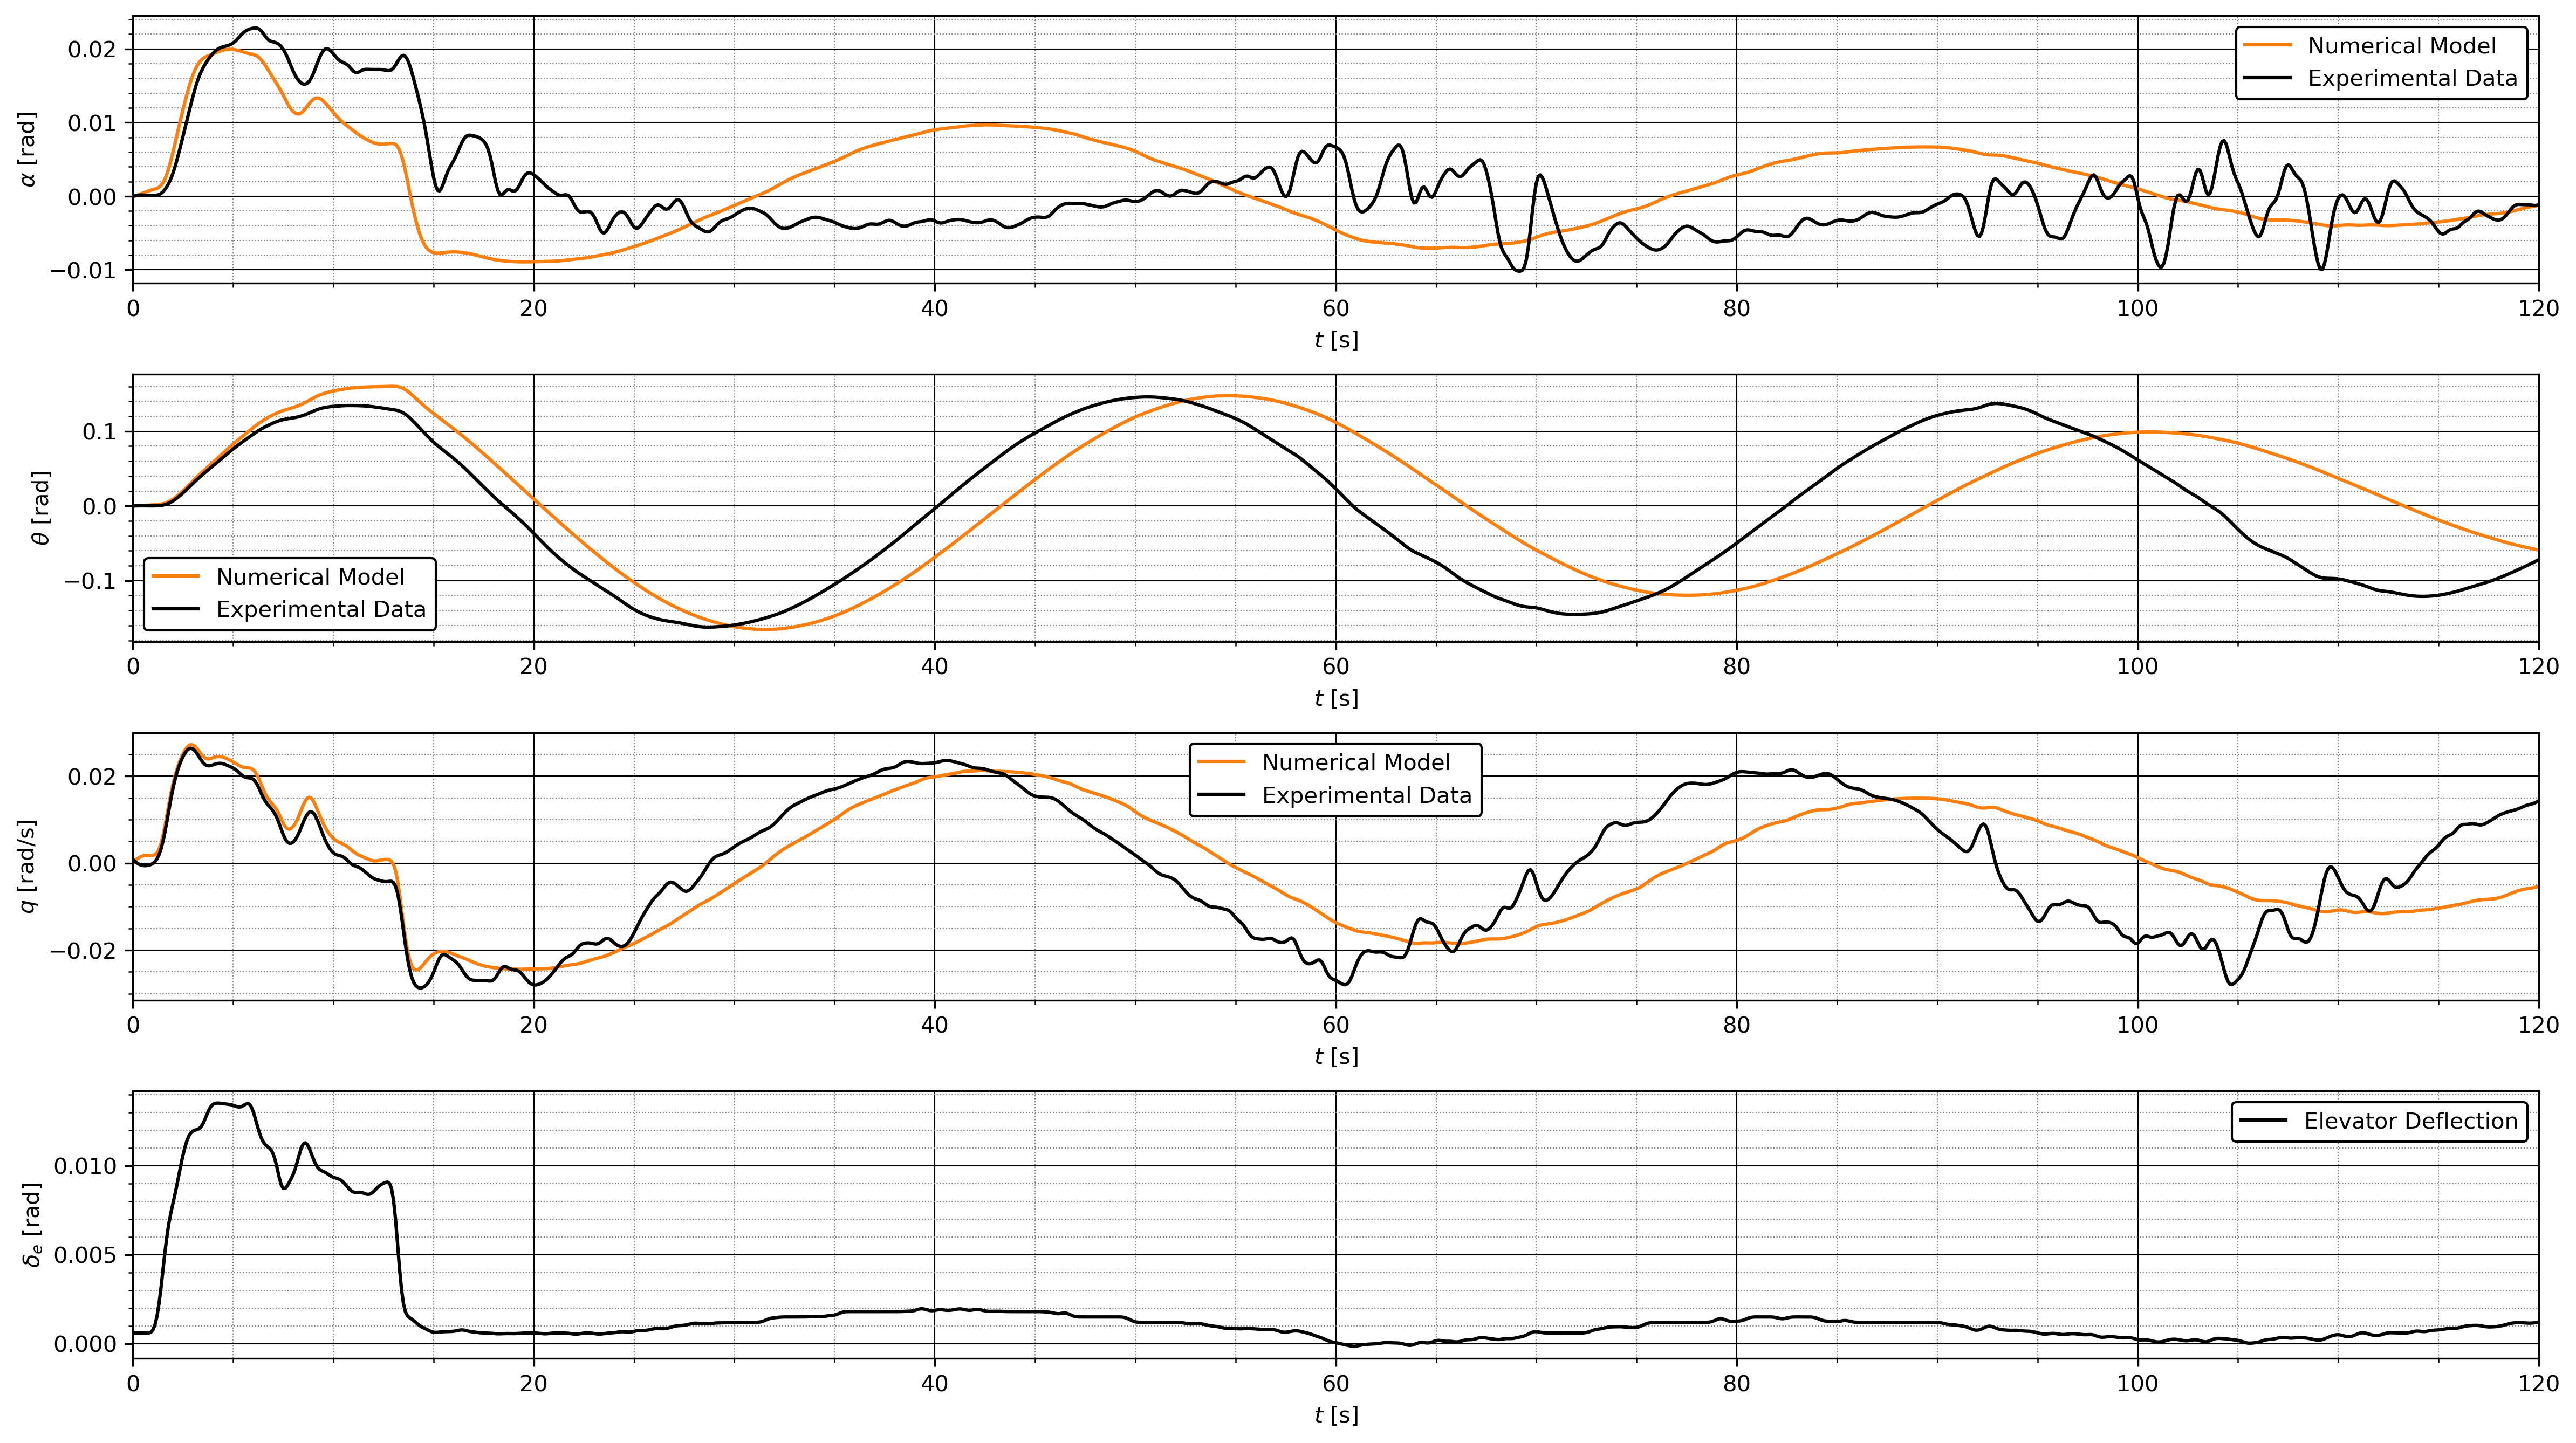 α [rad]
0.02
0.01
0.00
−0.01
Numerical Model
Experimental Data
0 20 40 60 80 100 120
t [s]
θ [rad]
0.1
0.0
−0.1
Numerical Model
Experimental Data
0 20 40 60 80 100 120
t [s]
q [rad/s]
0.02
0.00
−0.02
Numerical Model
Experimental Data
0 20 40 60 80 100 120
t [s]
δe [rad]
0.010
0.005
0.000
Elevator Deflection
0 20 40 60 80 100 120
t [s]